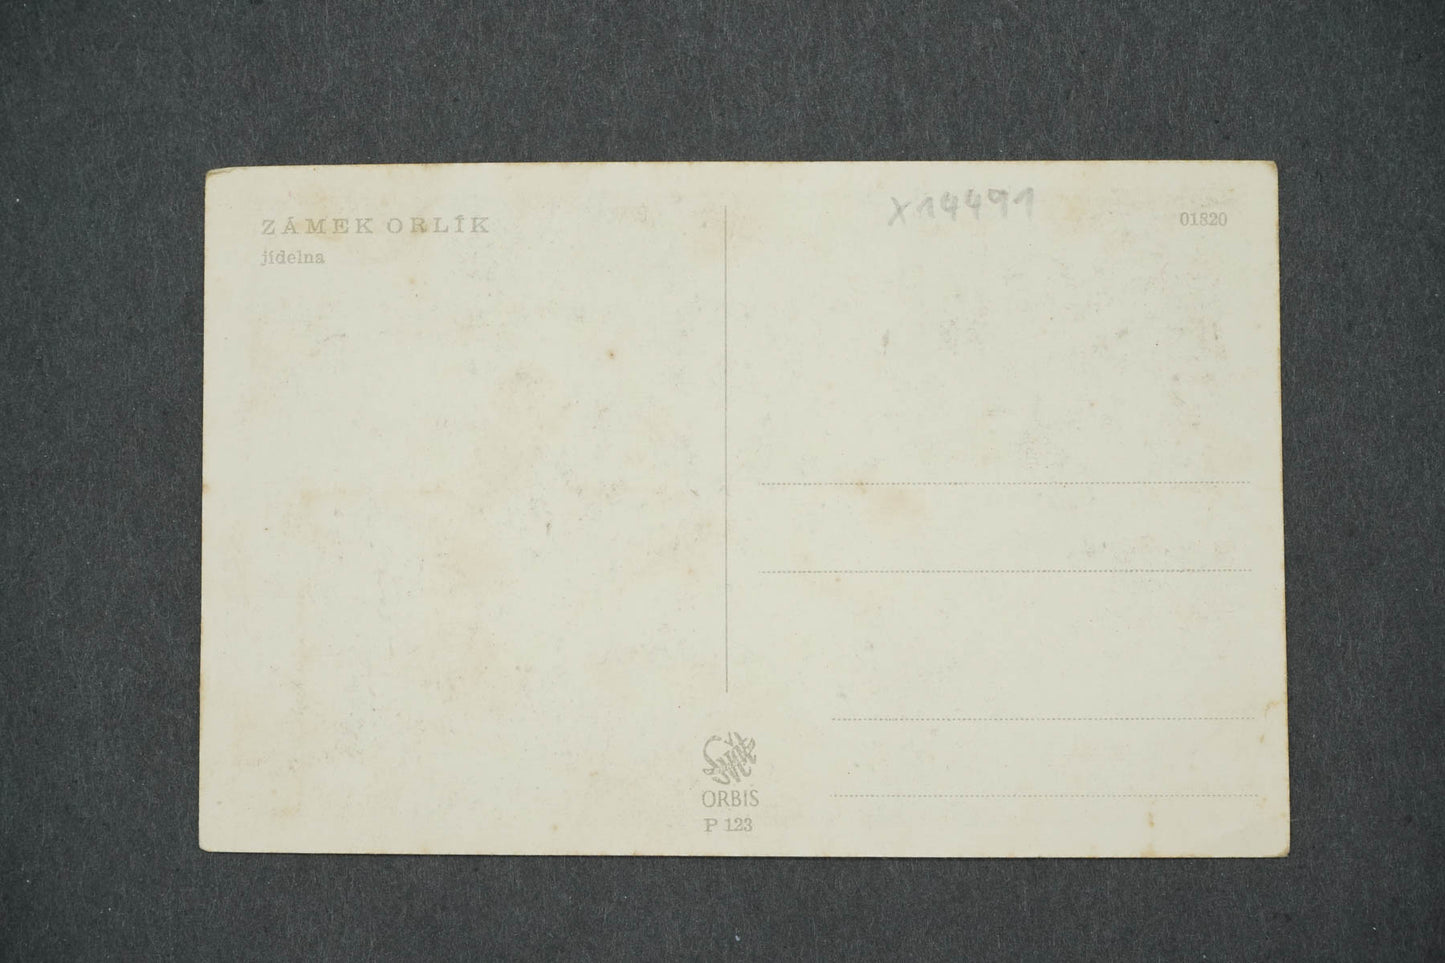 ZÁMEK ORLÍK
jídelna
X14491
01820
ORBIS
P 123